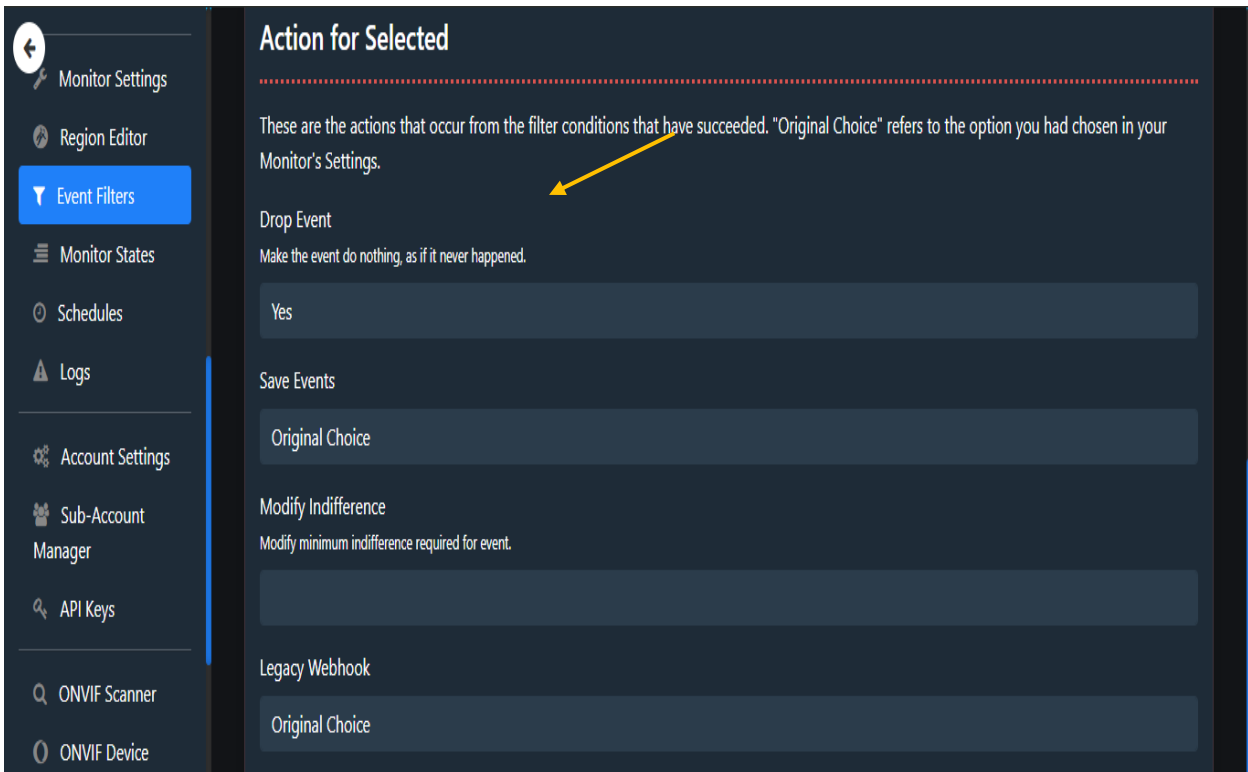 Monitor Settings
Region Editor
Event Filters
Monitor States
Schedules
Logs
Account Settings
Sub-Account
Manager
API Keys
ONVIF Scanner
ONVIF Device
Action for Selected
These are the actions that occur from the filter conditions that have succeeded. "Original Choice" refers to the option you had chosen in your
Monitor's Settings.
Drop Event
Make the event do nothing, as if it never happened.
Yes
Save Events
Original Choice
Modify Indifference
Modify minimum indifference required for event.
Legacy Webhook
Original Choice